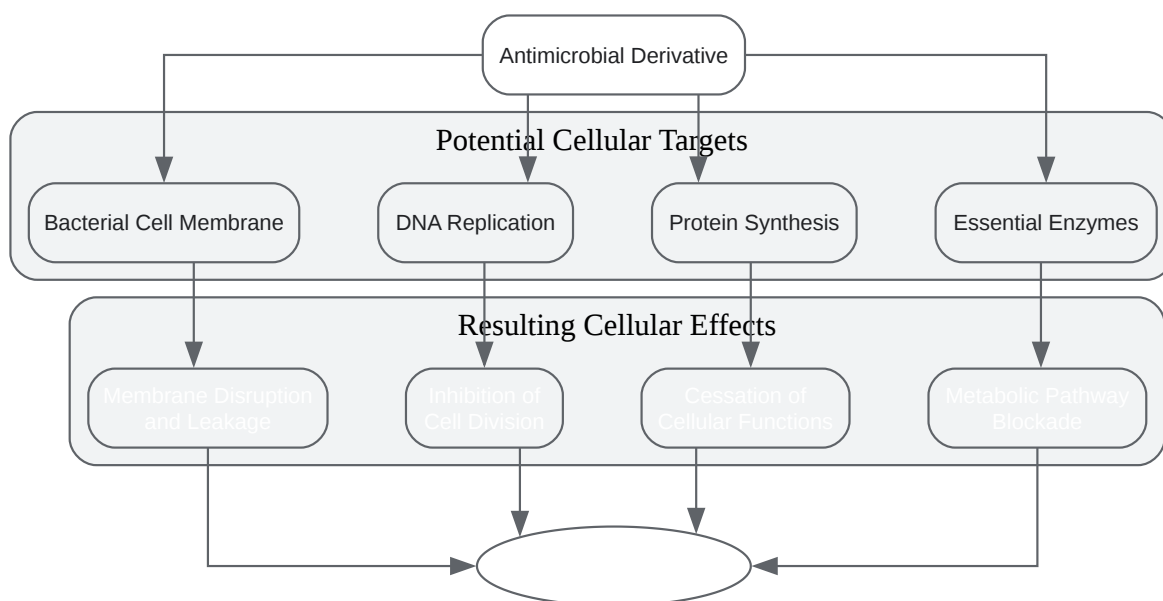 Antimicrobial Derivative
Potential Cellular Targets
Bacterial Cell Membrane
DNA Replication
Protein Synthesis
Essential Enzymes
Resulting Cellular Effects
Membrane Disruption
and Leakage
Inhibition of
Cell Division
Cessation of
Cellular Functions
Metabolic Pathway
Blockade